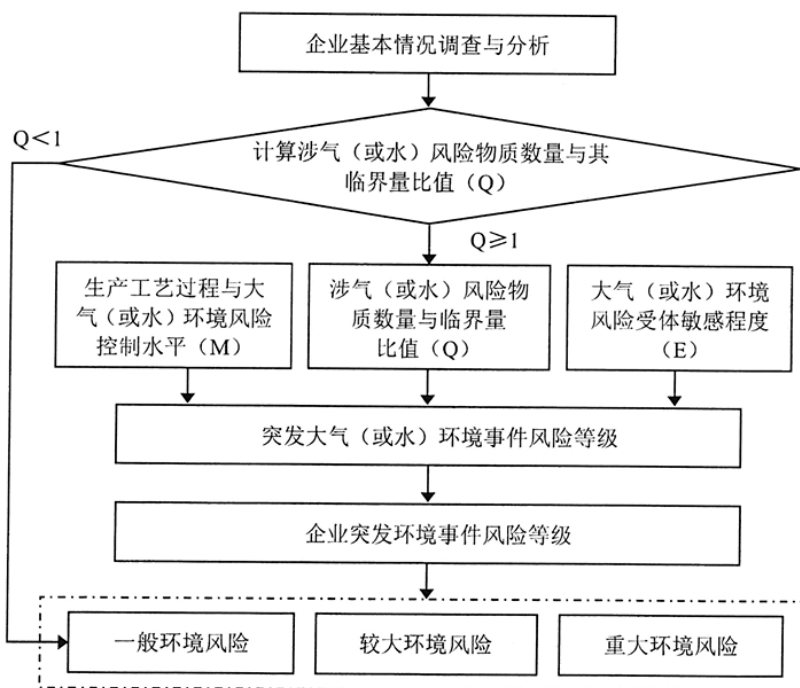 企业基本情况调查与分析
Q<1
计算涉气（或水）风险物质数量与其
临界量比值（Q）
Q≥1
生产工艺过程与大
气（或水）环境风险
控制水平（M）
涉气（或水）风险物
质数量与临界量
比值（Q）
大气（或水）环境
风险受体敏感程度
（E）
突发大气（或水）环境事件风险等级
企业突发环境事件风险等级
一般环境风险
较大环境风险
重大环境风险